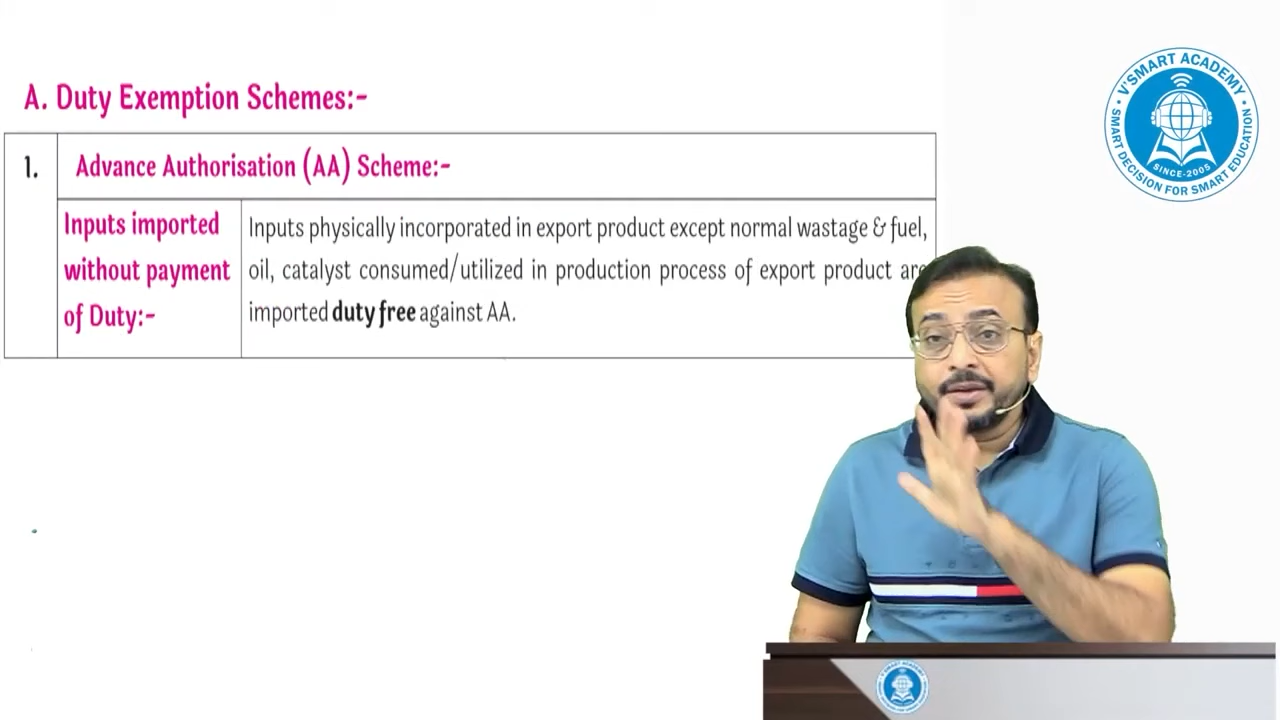 A. Duty Exemption Schemes:-
1. Advance Authorisation (AA) Scheme:-
Inputs imported
without payment
of Duty:-
Inputs physically incorporated in export product except normal wastage & fuel,
oil, catalyst consumed/utilized in production process of export product are
imported duty free against AA.
V'SMART ACADEMY
SMART DECISION FOR SMART EDUCATION
SINCE-2005